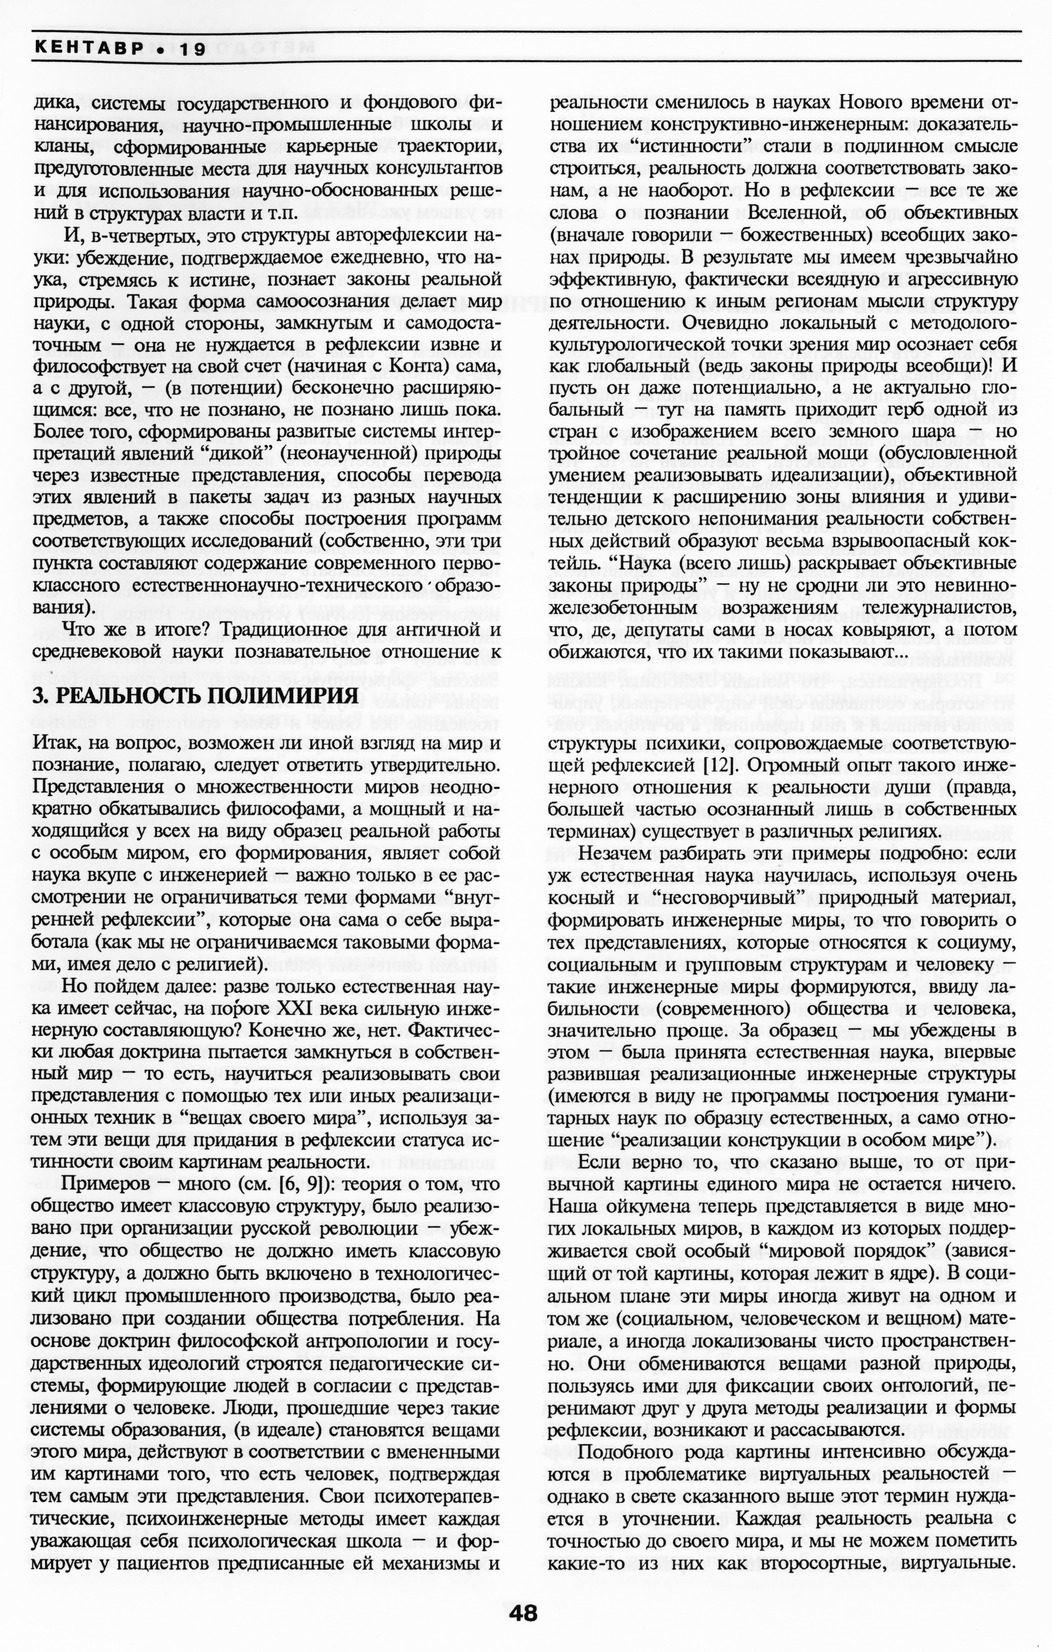 КЕНТАВР • 19
дика, системы государственного и фондового фи-
нансирования, научно-промышленные школы и
кланы, сформированные карьерные траектории,
предуготовленные места для научных консультантов
и для использования научно-обоснованных реше-
ний в структурах власти и т.п.
И, в-четвертых, это структуры авторефлексии на-
уки: убеждение, подтверждаемое ежедневно, что на-
ука, стремясь к истине, познает законы реальной
природы. Такая форма самоосознания делает мир
науки, с одной стороны, замкнутым и самодоста-
точным — она не нуждается в рефлексии извне и
философствует на свой счет (начиная с Конта) сама,
а с другой, — (в потенции) бесконечно расширяю-
щимся: все, что не познано, не познано лишь пока.
Более того, сформированы развитые системы интер-
претаций явлений “дикой” (неонаученной) природы
через известные представления, способы перевода
этих явлений в пакеты задач из разных научных
предметов, а также способы построения программ
соответствующих исследований (собственно, эти три
пункта составляют содержание современного перво-
классного естественнонаучно-технического образо-
вания).
Что же в итоге? Традиционное для античной и
средневековой науки познавательное отношение к
реальности сменилось в науках Нового времени от-
ношением конструктивно-инженерным: доказатель-
ства их “истинности” стали в подлинном смысле
строиться, реальность должна соответствовать зако-
нам, а не наоборот. Но в рефлексии — все те же
слова о познании Вселенной, об объективных
(вначале говорили — божественных) всеобщих зако-
нах природы. В результате мы имеем чрезвычайно
эффективную, фактически всеядную и агрессивную
по отношению к иным регионам мысли структуру
деятельности. Очевидно локальный с методолого-
культурологической точки зрения мир осознает себя
как глобальный (ведь законы природы всеобщи)! И
пусть он даже потенциально, а не актуально гло-
бальный — тут на память приходит герб одной из
стран с изображением всего земного шара — но
тройное сочетание реальной мощи (обусловленной
умением реализовывать идеализации), объективной
тенденции к расширению зоны влияния и удиви-
тельно детского непонимания реальности собствен-
ных действий образуют весьма взрывоопасный кок-
тейль. “Наука (всего лишь) раскрывает объективные
законы природы” — ну не сродни ли это невинно-
железобетонным возражениям тележурналистов,
что, де, депутаты сами в носах ковыряют, а потом
обижаются, что их такими показывают...
3. РЕАЛЬНОСТЬ ПОЛИМИРИЯ
Итак, на вопрос, возможен ли иной взгляд на мир и
познание, полагаю, следует ответить утвердительно.
Представления о множественности миров неодно-
кратно обкатывались философами, а мощный и на-
ходящийся у всех на виду образец реальной работы
с особым миром, его формирования, являет собой
наука вкупе с инженерией — важно только в ее рас-
смотрении не ограничиваться теми формами “внут-
ренней рефлексии”, которые она сама о себе выра-
ботала (как мы не ограничиваемся таковыми форма-
ми, имея дело с религией).
Но пойдем далее: разве только естественная нау-
ка имеет сейчас, на пороге XXI века сильную инже-
нерную составляющую? Конечно же, нет. Фактичес-
ки любая доктрина пытается замкнуться в собствен-
ный мир — то есть, научиться реализовывать свои
представления с помощью тех или иных реализаци-
онных техник в “вещах своего мира”, используя за-
тем эти вещи для придания в рефлексии статуса ис-
тинности своим картинам реальности.
Примеров — много (см. [6, 9]): теория о том, что
общество имеет классовую структуру, было реализо-
вано при организации русской революции — убеж-
дение, что общество не должно иметь классовую
структуру, а должно быть включено в технологичес-
кий цикл промышленного производства, было реа-
лизовано при создании общества потребления. На
основе доктрин философской антропологии и госу-
дарственных идеологий строятся педагогические си-
стемы, формирующие людей в согласии с представ-
лениями о человеке. Люди, прошедшие через такие
системы образования, (в идеале) становятся вещами
этого мира, действуют в соответствии с вмененными
им картинами того, что есть человек, подтверждая
тем самым эти представления. Свои психотерапев-
тические, психоинженерные методы имеет каждая
уважающая себя психологическая школа — и фор-
мирует у пациентов предписанные ей механизмы и
структуры психики, сопровождаемые соответствую-
щей рефлексией [12]. Огромный опыт такого инже-
нерного отношения к реальности души (правда,
большей частью осознанный лишь в собственных
терминах) существует в различных религиях.
Незачем разбирать эти примеры подробно: если
уж естественная наука научилась, используя очень
косный и “несговорчивый” природный материал,
формировать инженерные миры, то что говорить о
тех представлениях, которые относятся к социуму,
социальным и групповым структурам и человеку —
такие инженерные миры формируются, ввиду ла-
бильности (современного) общества и человека,
значительно проще. За образец — мы убеждены в
этом — была принята естественная наука, впервые
развившая реализационные инженерные структуры
(имеются в виду не программы построения гумани-
тарных наук по образцу естественных, а само отно-
шение “реализации конструкции в особом мире”).
Если верно то, что сказано выше, то от при-
вычной картины единого мира не остается ничего.
Наша ойкумена теперь представляется в виде мно-
гих локальных миров, в каждом из которых поддер-
живается свой особый “мировой порядок” (завися-
щий от той картины, которая лежит в ядре). В соци-
альном плане эти миры иногда живут на одном и
том же (социальном, человеческом и вещном) мате-
риале, а иногда локализованы чисто пространствен-
но. Они обмениваются вещами разной природы,
пользуясь ими для фиксации своих онтологий, пе-
ренимают друг у друга методы реализации и формы
рефлексии, возникают и рассасываются.
Подобного рода картины интенсивно обсужда-
ются в проблематике виртуальных реальностей —
однако в свете сказанного выше этот термин нужда-
ется в уточнении. Каждая реальность реальна с
точностью до своего мира, и мы не можем пометить
какие-то из них как второсортные, виртуальные.
48